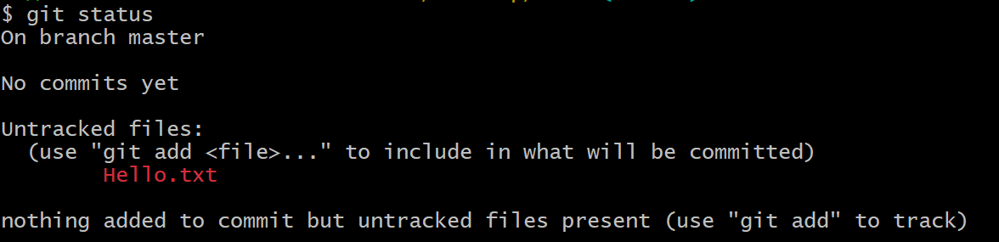 $ git status
On branch master
No commits yet
Untracked files:
(use "git add <file>..." to include in what will be committed)
Hello.txt
nothing added to commit but untracked files present (use "git add" to track)